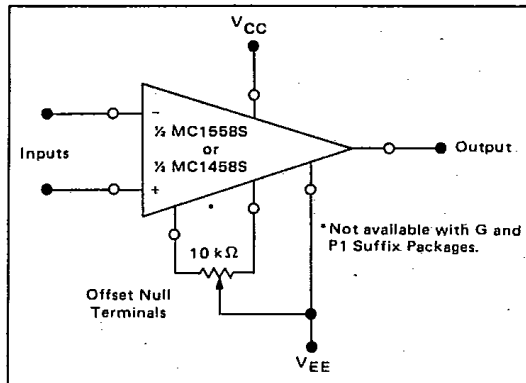 VCC
−
½ MC1558S
or
½ MC1458S
+
Inputs
Output
*
*Not available with G and
P1 Suffix Packages.
10 kΩ
Offset Null
Terminals
VEE